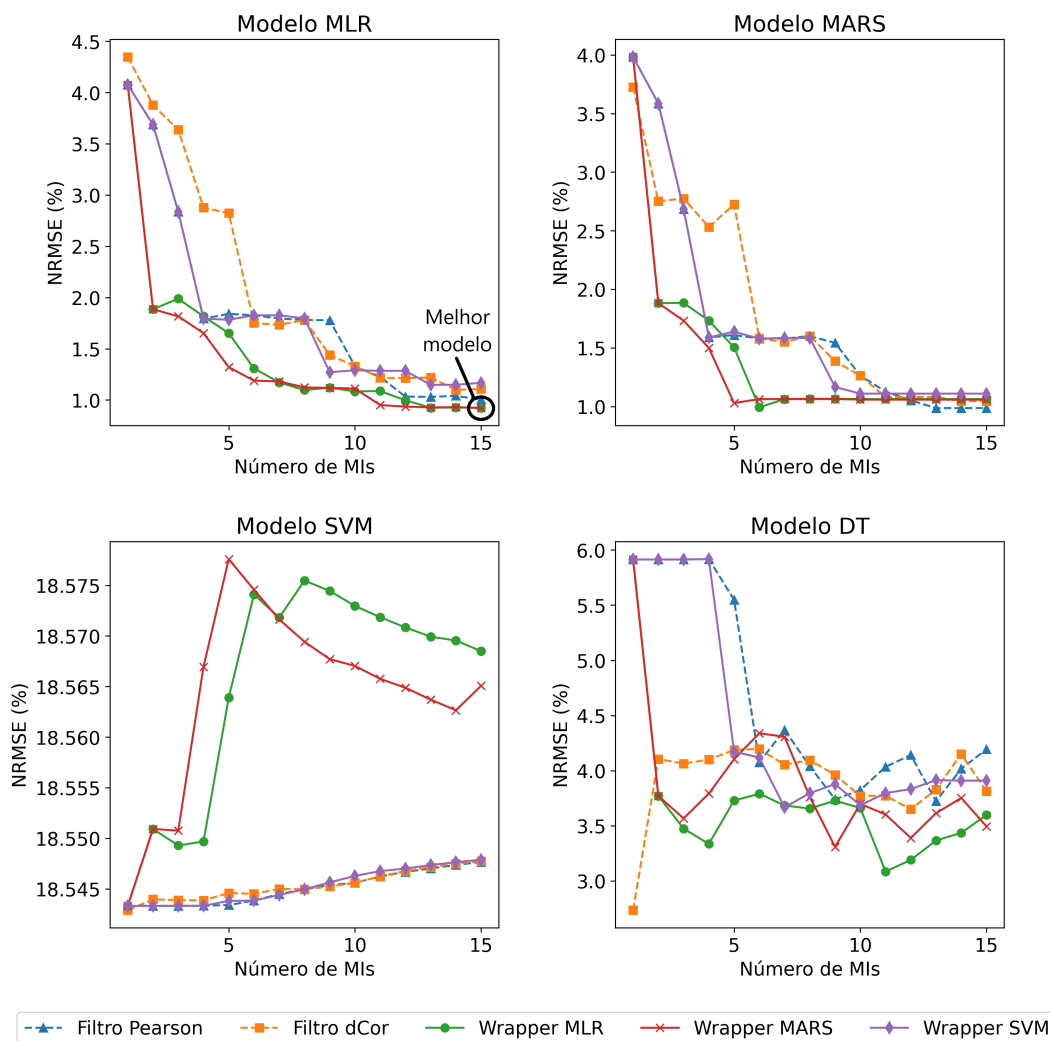 Modelo MLR
NRMSE (%)
4.5
4.0
3.5
3.0
2.5
2.0
1.5
1.0
Melhor
modelo
5
10
15
Número de MIs
Modelo MARS
NRMSE (%)
4.0
3.5
3.0
2.5
2.0
1.5
1.0
5
10
15
Número de MIs
Modelo SVM
NRMSE (%)
18.575
18.570
18.565
18.560
18.555
18.550
18.545
5
10
15
Número de MIs
Modelo DT
NRMSE (%)
6.0
5.5
5.0
4.5
4.0
3.5
3.0
5
10
15
Número de MIs
Filtro Pearson
Filtro dCor
Wrapper MLR
Wrapper MARS
Wrapper SVM